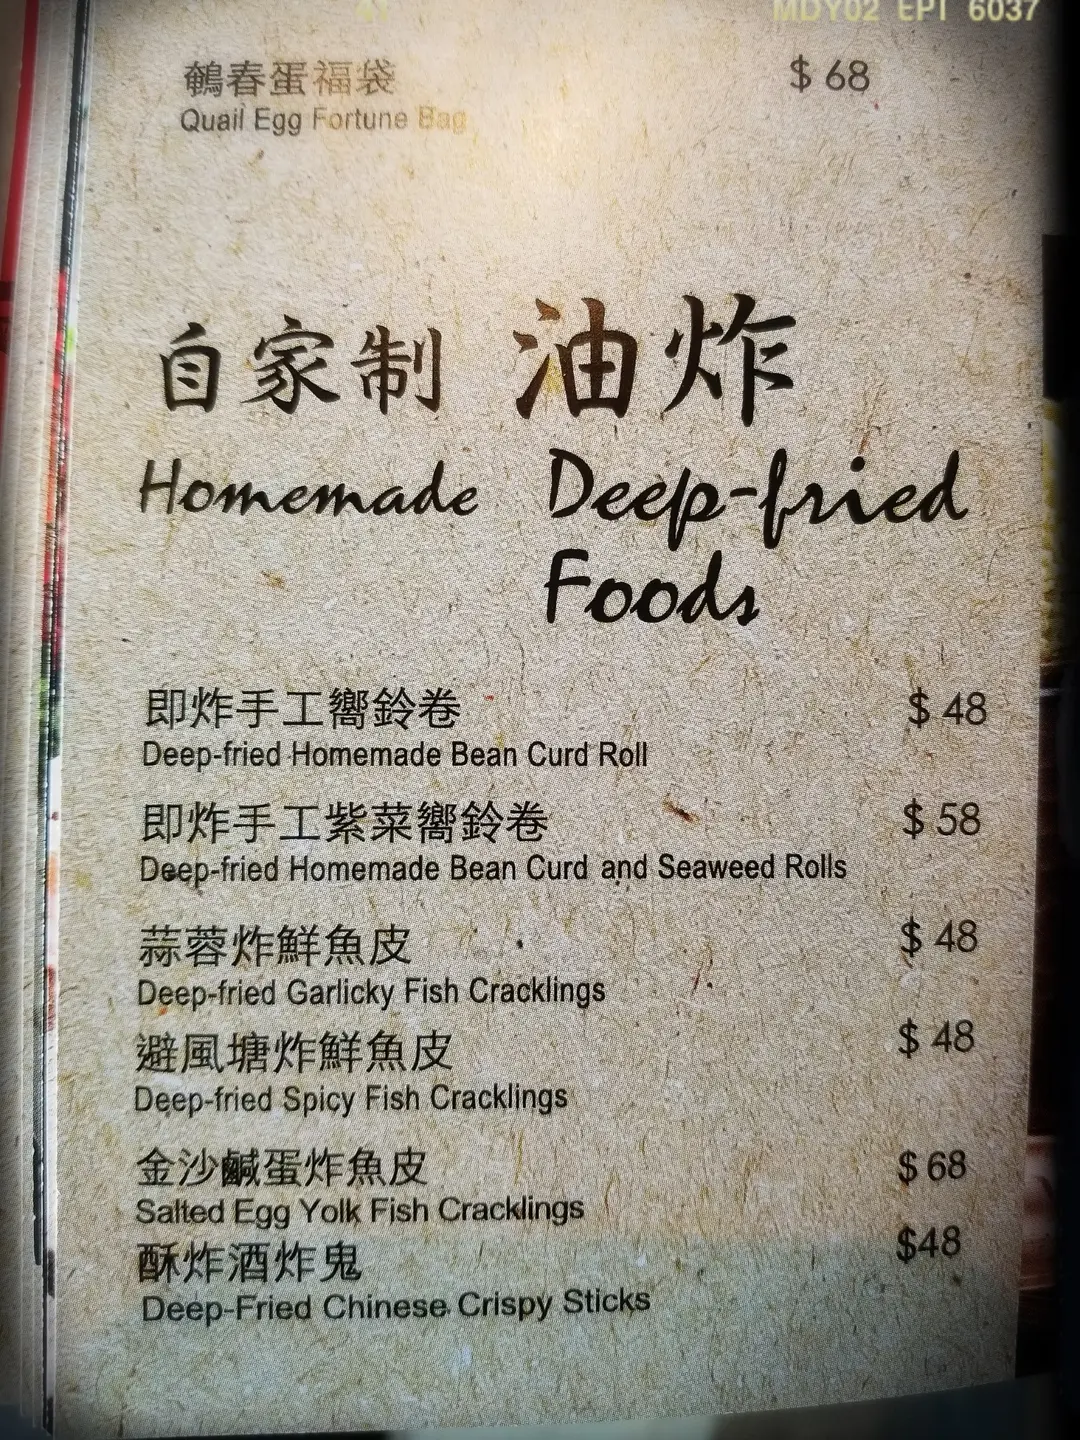 MDY02 EPI 6037
鵪春蛋福袋 $ 68
Quail Egg Fortune Bag
自家制 油炸
Homemade Deep-fried
Foods
即炸手工嚮鈴卷 $ 48
Deep-fried Homemade Bean Curd Roll
即炸手工紫菜嚮鈴卷 $ 58
Deep-fried Homemade Bean Curd and Seaweed Rolls
蒜蓉炸鮮魚皮 $ 48
Deep-fried Garlicky Fish Cracklings
避風塘炸鮮魚皮 $ 48
Deep-fried Spicy Fish Cracklings
金沙鹹蛋炸魚皮 $ 68
Salted Egg Yolk Fish Cracklings
酥炸酒炸鬼 $48
Deep-Fried Chinese Crispy Sticks